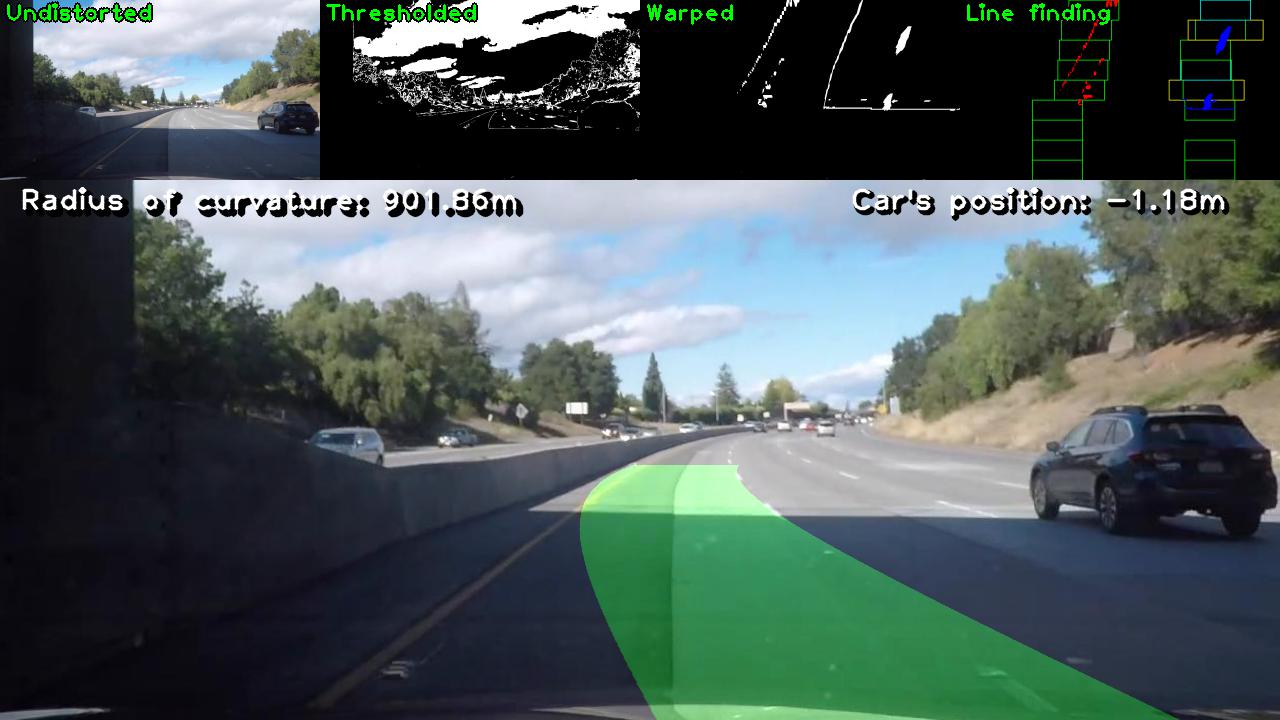 Undistorted
Thresholded
Warped
Line finding
Radius of curvature: 901.86m
Car's position: -1.18m